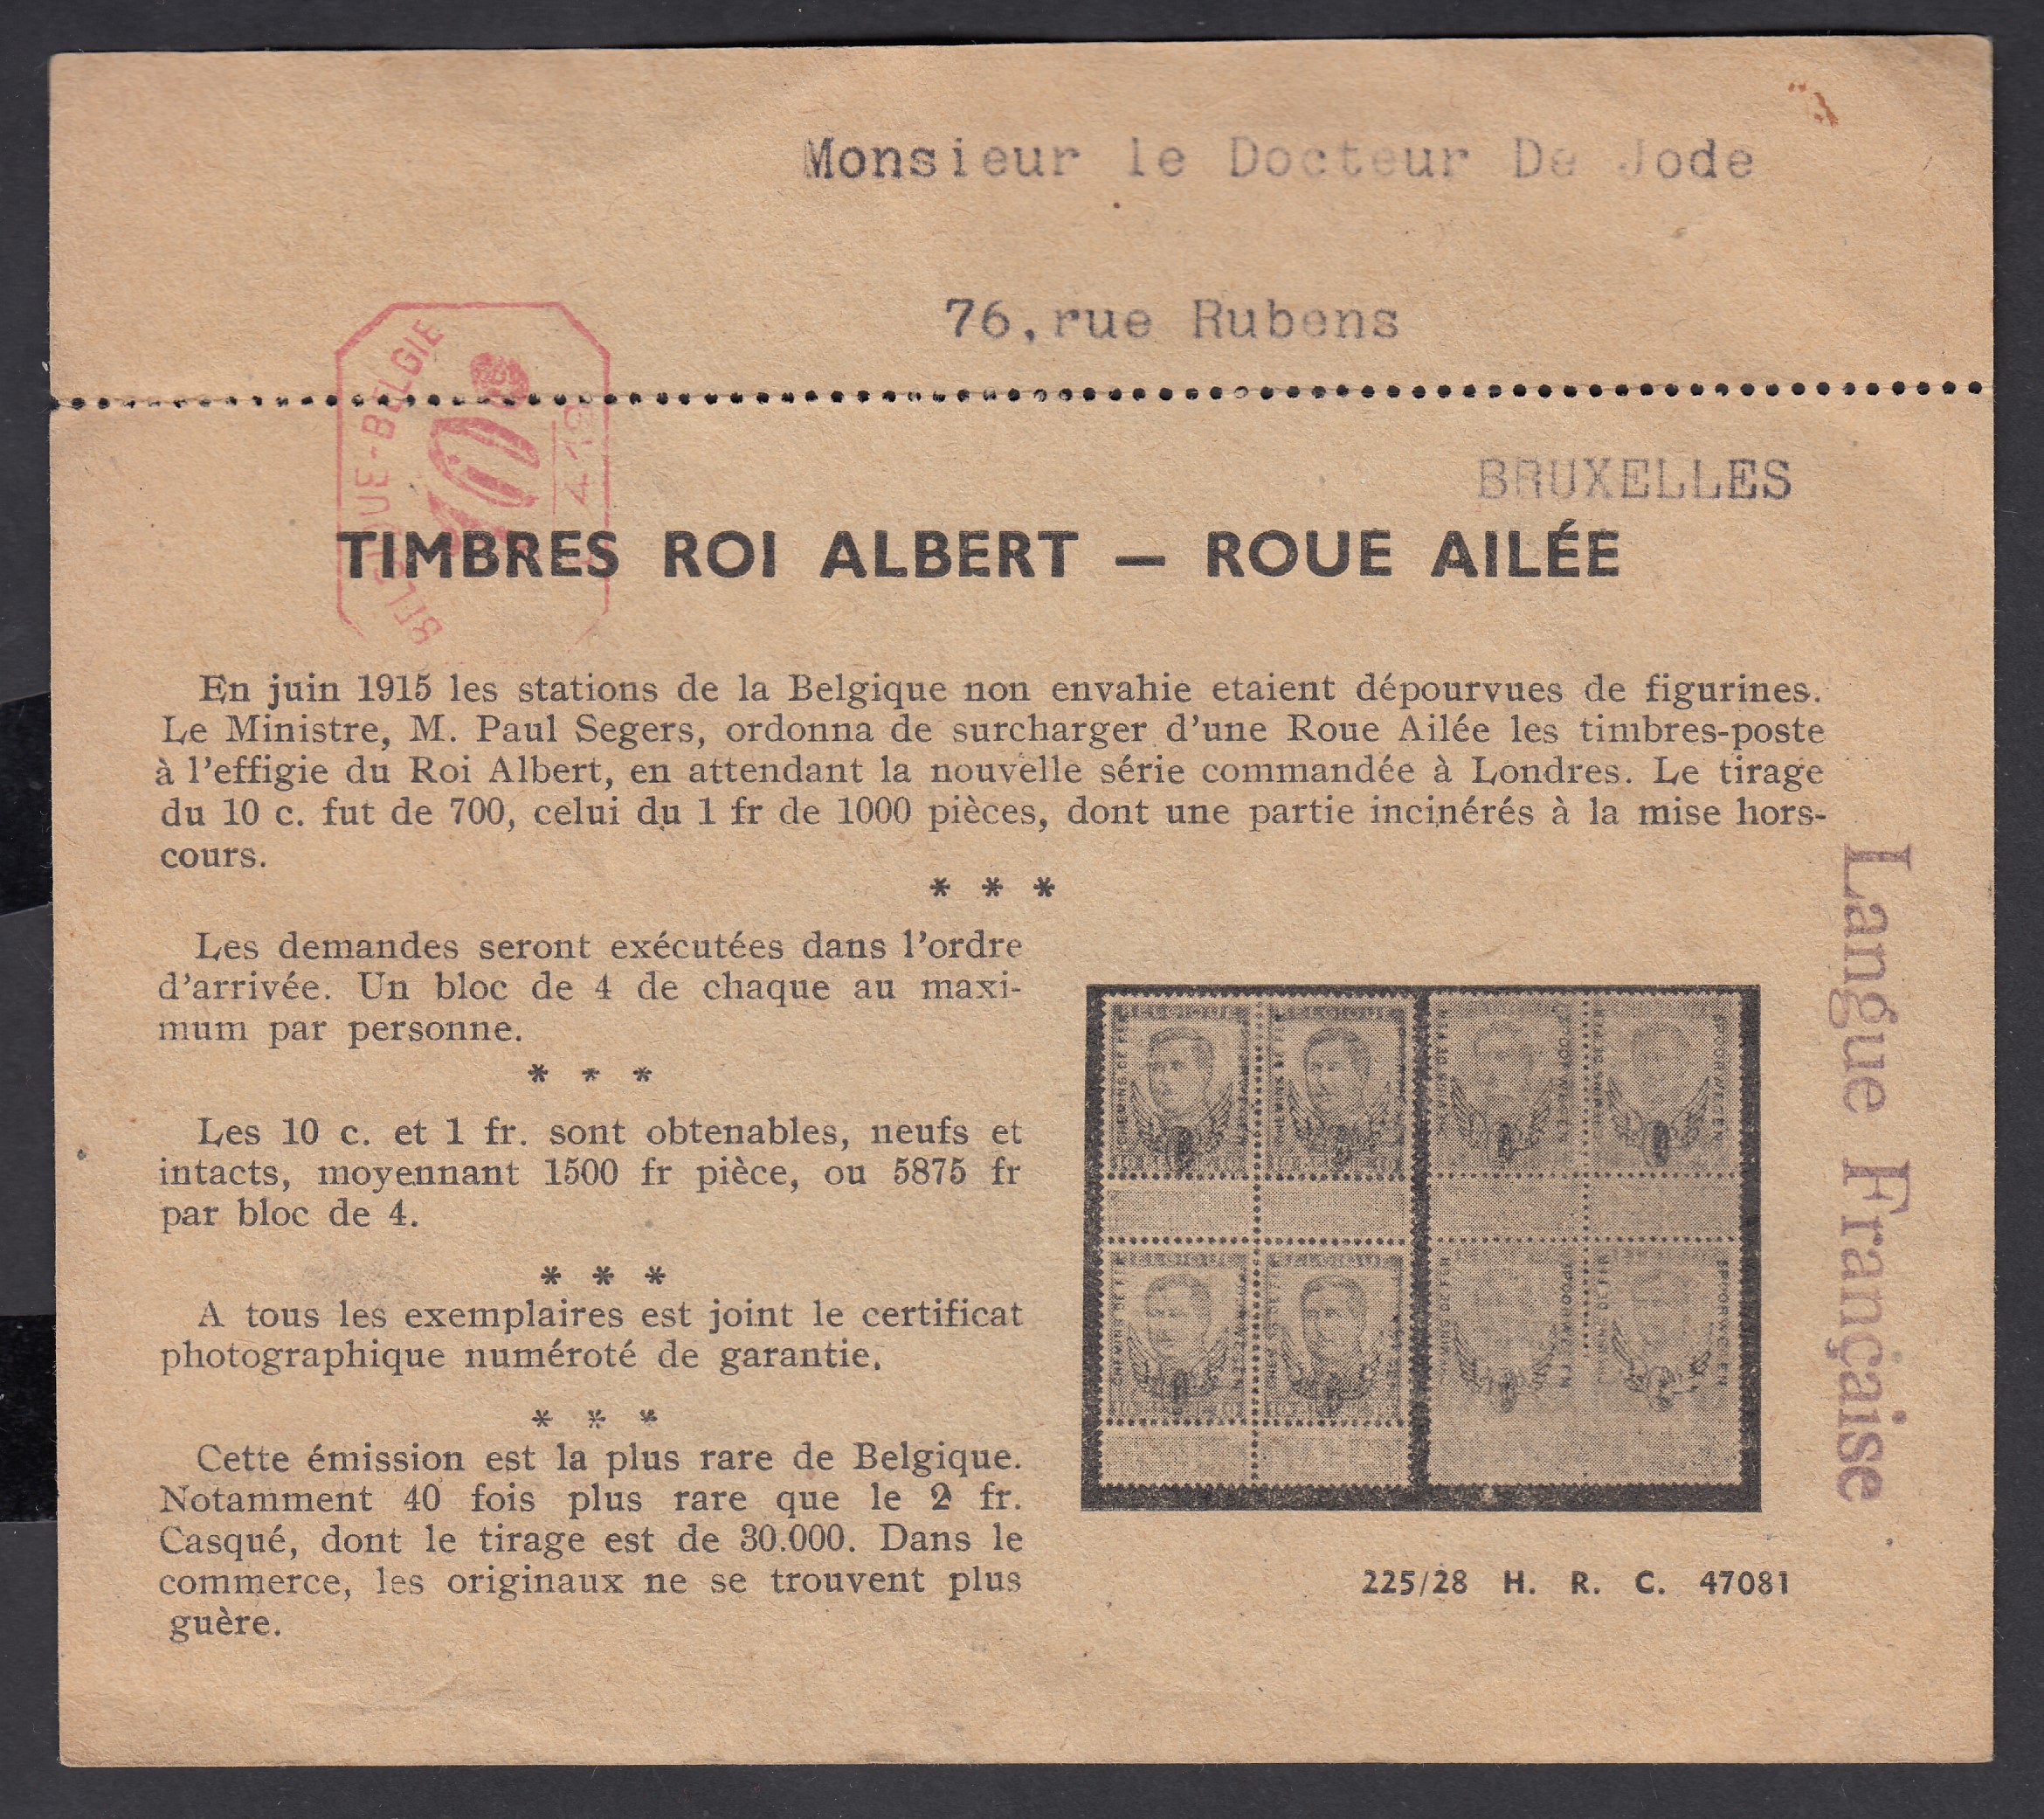 Monsieur le Docteur De Jode
76, rue Rubens
BELGIQUE-BELGIE
BRUXELLES
TIMBRES ROI ALBERT — ROUE AILÉE
En juin 1915 les stations de la Belgique non envahie etaient dépourvues de figurines.
Le Ministre, M. Paul Segers, ordonna de surcharger d'une Roue Ailée les timbres-poste
à l'effigie du Roi Albert, en attendant la nouvelle série commandée à Londres. Le tirage
du 10 c. fut de 700, celui du 1 fr de 1000 pièces, dont une partie incinérés à la mise hors-
cours.
* * *
Les demandes seront exécutées dans l'ordre
d'arrivée. Un bloc de 4 de chaque au maxi-
mum par personne.
* * *
Les 10 c. et 1 fr. sont obtenables, neufs et
intacts, moyennant 1500 fr pièce, ou 5875 fr
par bloc de 4.
* * *
A tous les exemplaires est joint le certificat
photographique numéroté de garantie.
* * *
Cette émission est la plus rare de Belgique.
Notamment 40 fois plus rare que le 2 fr.
Casqué, dont le tirage est de 30.000. Dans le
commerce, les originaux ne se trouvent plus
guère.
225/28 H. R. C. 47081
Langue Française